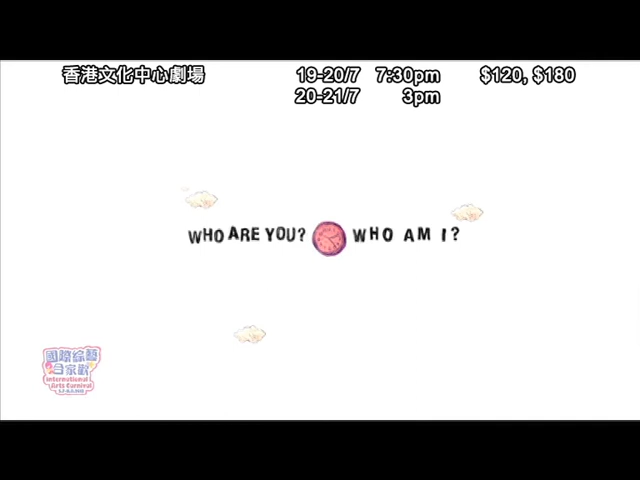 香港文化中心劇場 19-20/7 7:30pm $120, $180
20-21/7 3pm
WHO ARE YOU? WHO AM I?
國際綜藝
合家歡
International
Arts Carnival